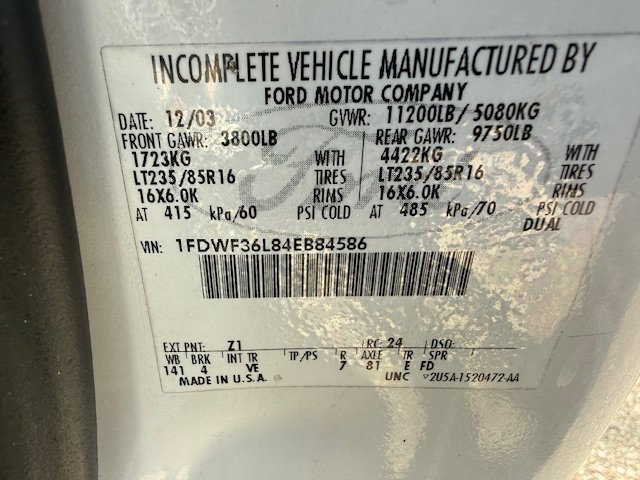 INCOMPLETE VEHICLE MANUFACTURED BY
FORD MOTOR COMPANY
DATE: 12/03 GVWR: 11200LB/ 5080KG
FRONT GAWR: 3800LB REAR GAWR: 9750LB
1723KG WITH 4422KG WITH
LT235/85R16 TIRES LT235/85R16 TIRES
16X6.0K RIMS 16X6.0K RIMS
AT 415 kPa/60 PSI COLD AT 485 kPa/70 PSI COLD
DUAL
VIN: 1FDWF36L84EB84586
Ford
EXT PNT: Z1 RC: 24 DSO:
WB BRK INT TR TP/PS R AXLE TR SPR
141 4 VE 7 81 E FD
MADE IN U.S.A. UNC 2U5A-1520472-AA